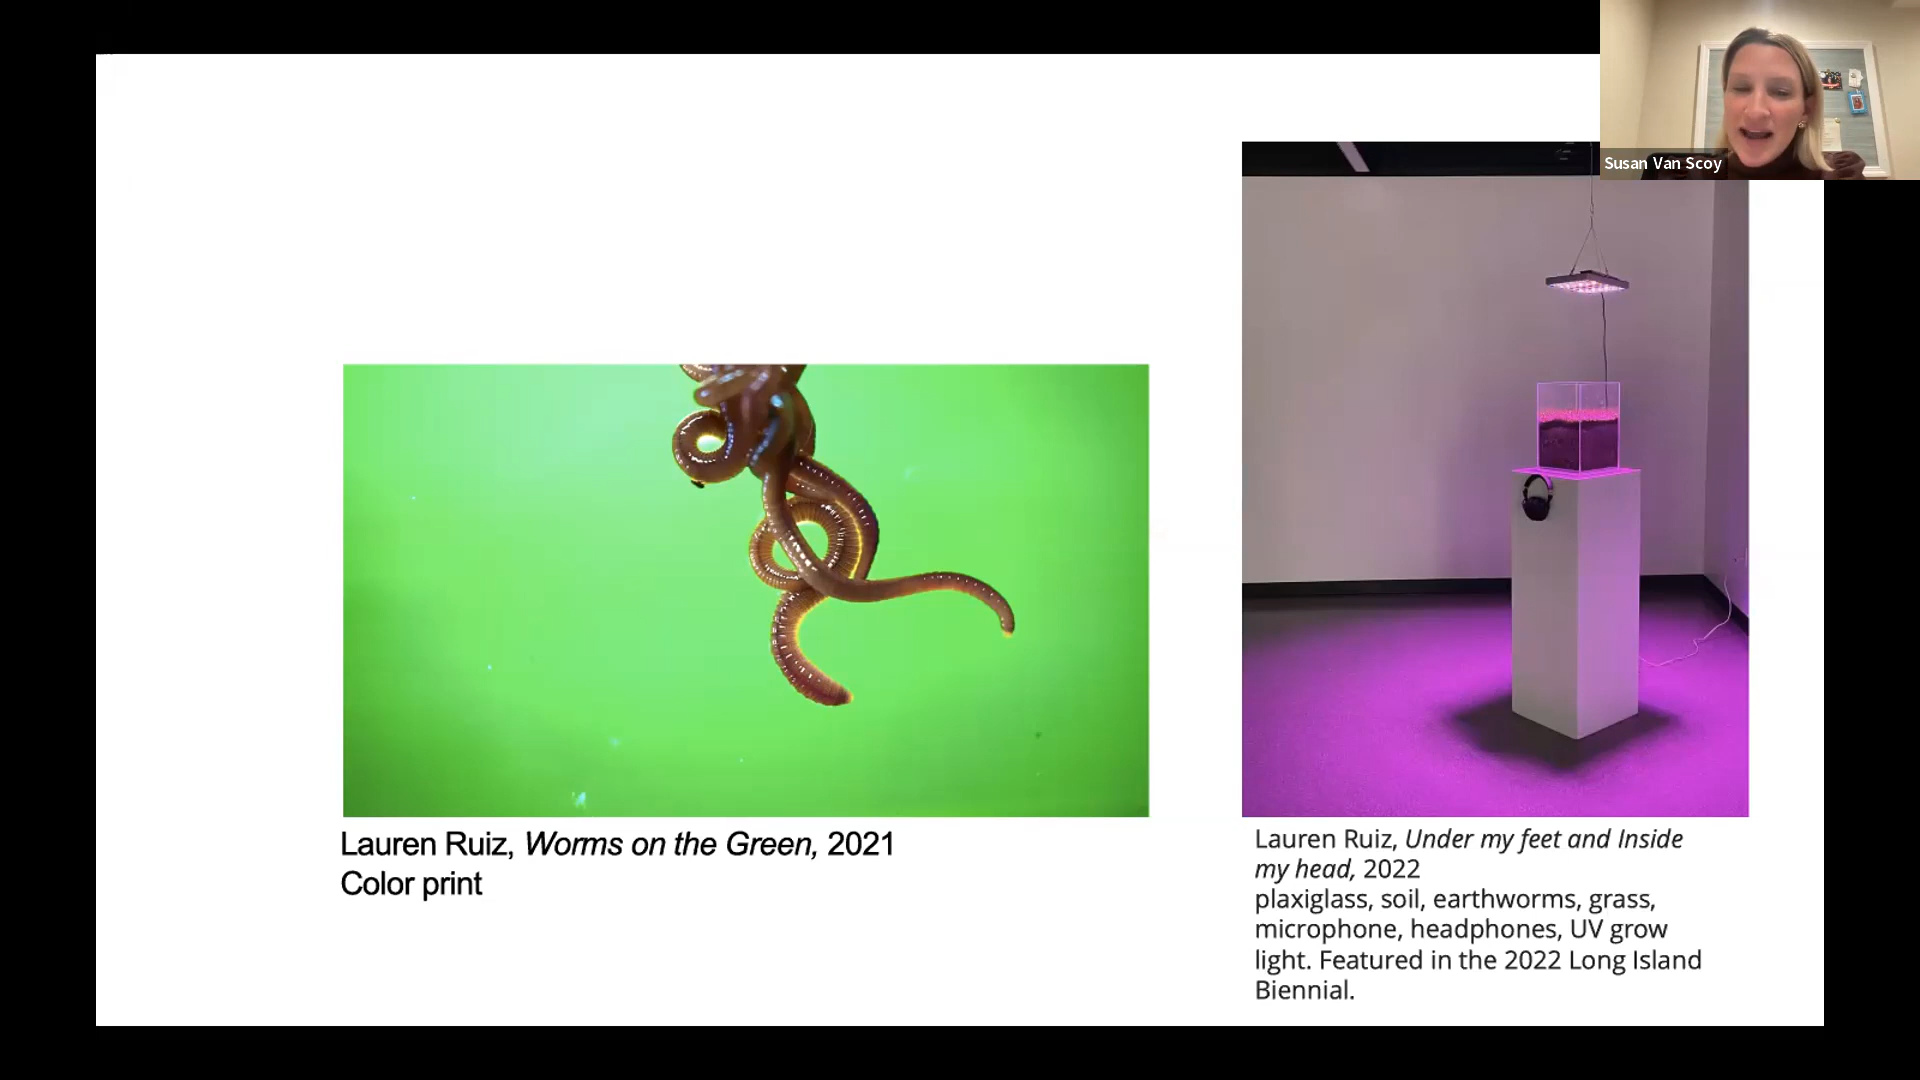 Susan Van Scoy
Lauren Ruiz, Worms on the Green, 2021
Color print
Lauren Ruiz, Under my feet and Inside
my head, 2022
plaxiglass, soil, earthworms, grass,
microphone, headphones, UV grow
light. Featured in the 2022 Long Island
Biennial.